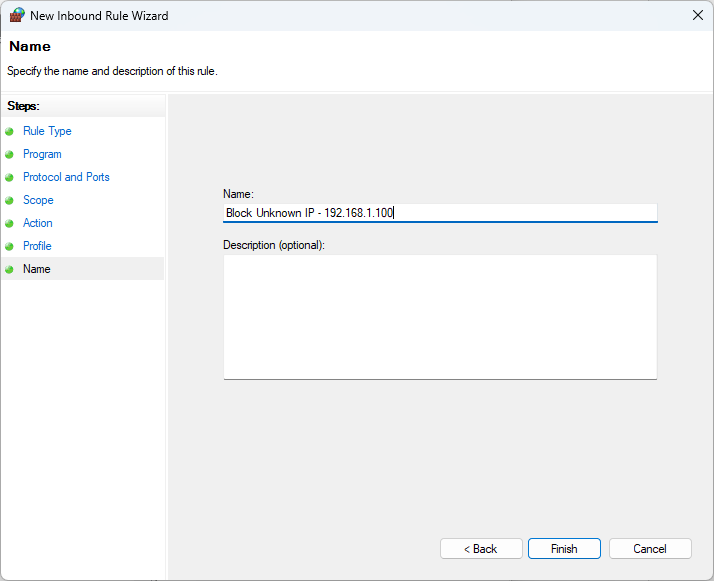 New Inbound Rule Wizard
Name
Specify the name and description of this rule.
Steps:
Rule Type
Program
Protocol and Ports
Scope
Action
Profile
Name
Name:
Block Unknown IP - 192.168.1.100
Description (optional):
< Back
Finish
Cancel